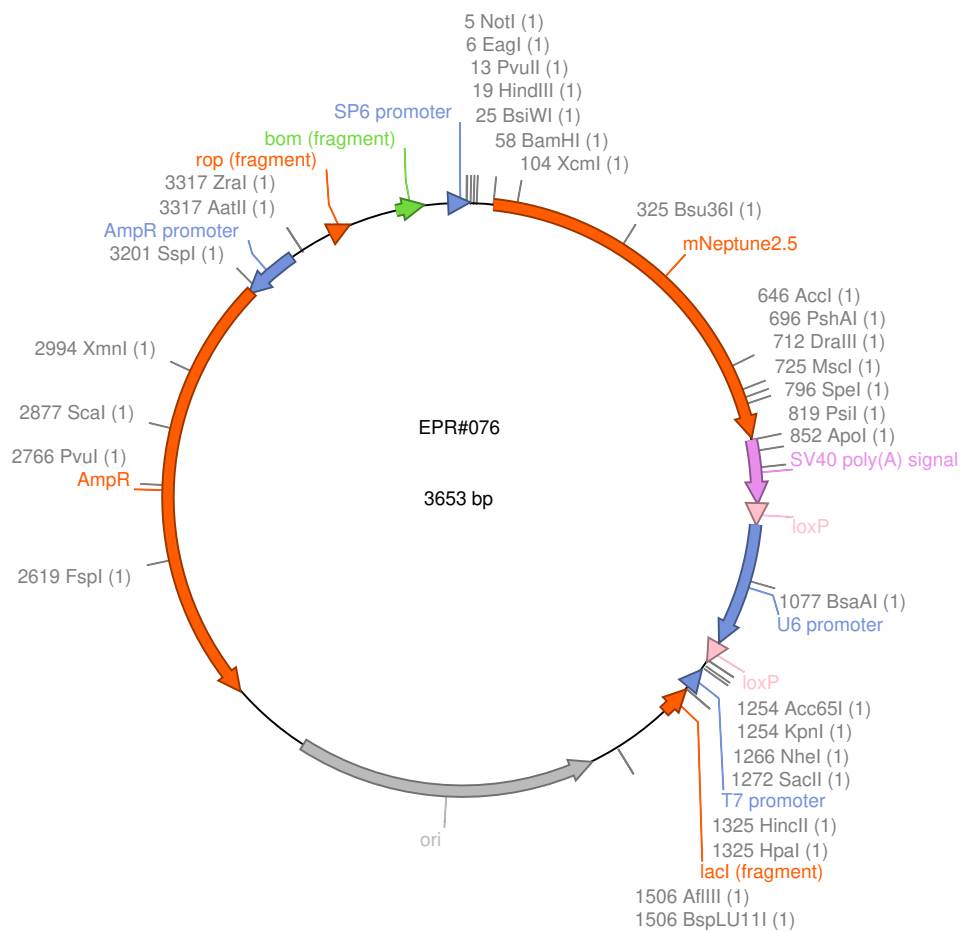 5 NotI (1)
6 EagI (1)
13 PvuII (1)
19 HindIII (1)
25 BsiWI (1)
58 BamHI (1)
104 XcmI (1)
SP6 promoter
bom (fragment)
rop (fragment)
3317 ZraI (1)
3317 AatII (1)
AmpR promoter
3201 SspI (1)
325 Bsu36I (1)
mNeptune2.5
646 AccI (1)
696 PshAI (1)
712 DraIII (1)
725 MscI (1)
796 SpeI (1)
819 PsiI (1)
852 ApoI (1)
SV40 poly(A) signal
loxP
2994 XmnI (1)
2877 ScaI (1)
2766 PvuI (1)
AmpR
2619 FspI (1)
EPR#076
3653 bp
1077 BsaAI (1)
U6 promoter
loxP
1254 Acc65I (1)
1254 KpnI (1)
1266 NheI (1)
1272 SacII (1)
T7 promoter
1325 HincII (1)
1325 HpaI (1)
lacI (fragment)
1506 AflIII (1)
1506 BspLU11I (1)
ori